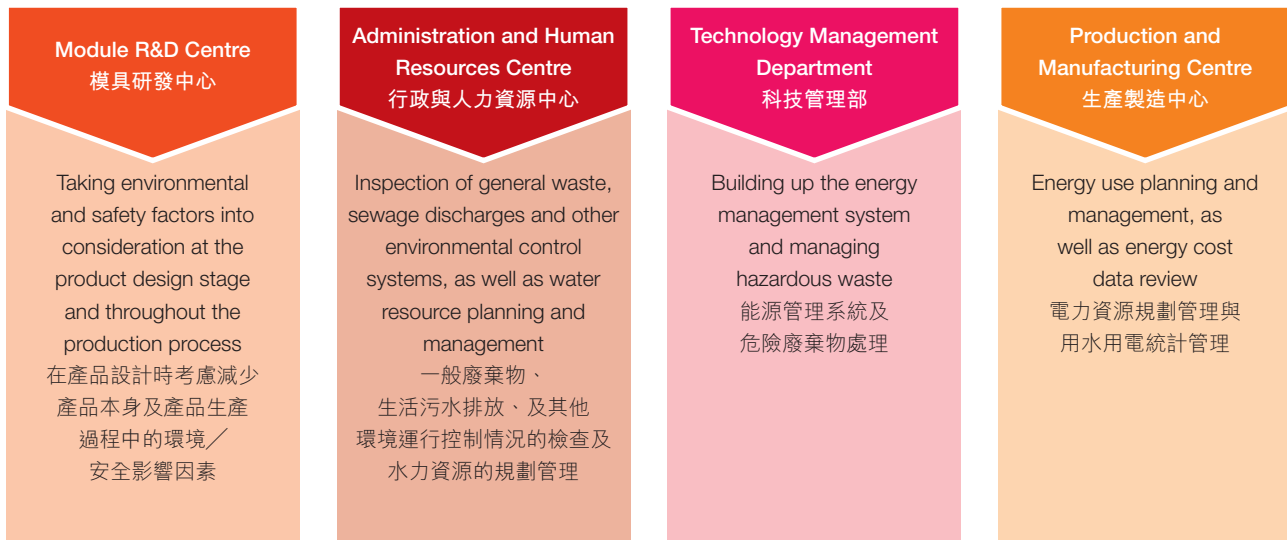 Module R&D Centre
模具研發中心
Taking environmental
and safety factors into
consideration at the
product design stage
and throughout the
production process
在產品設計時考慮減少
產品本身及產品生產
過程中的環境╱
安全影響因素
Administration and Human
Resources Centre
行政與人力資源中心
Inspection of general waste,
sewage discharges and other
environmental control
systems, as well as water
resource planning and
management
一般廢棄物、
生活污水排放、及其他
環境運行控制情況的檢查及
水力資源的規劃管理
Technology Management
Department
科技管理部
Building up the energy
management system
and managing
hazardous waste
能源管理系統及
危險廢棄物處理
Production and
Manufacturing Centre
生產製造中心
Energy use planning and
management, as
well as energy cost
data review
電力資源規劃管理與
用水用電統計管理